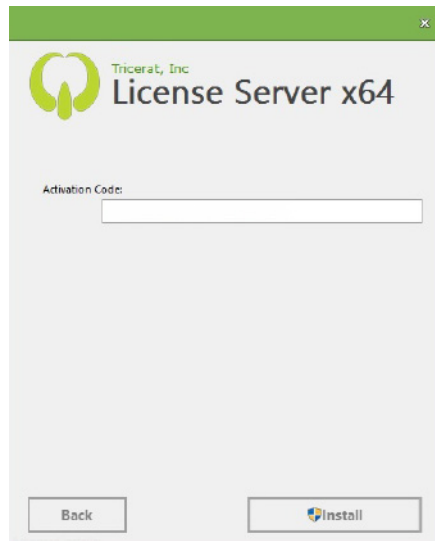 ×
Tricerat, Inc
License Server x64
Activation Code:
Back
Install